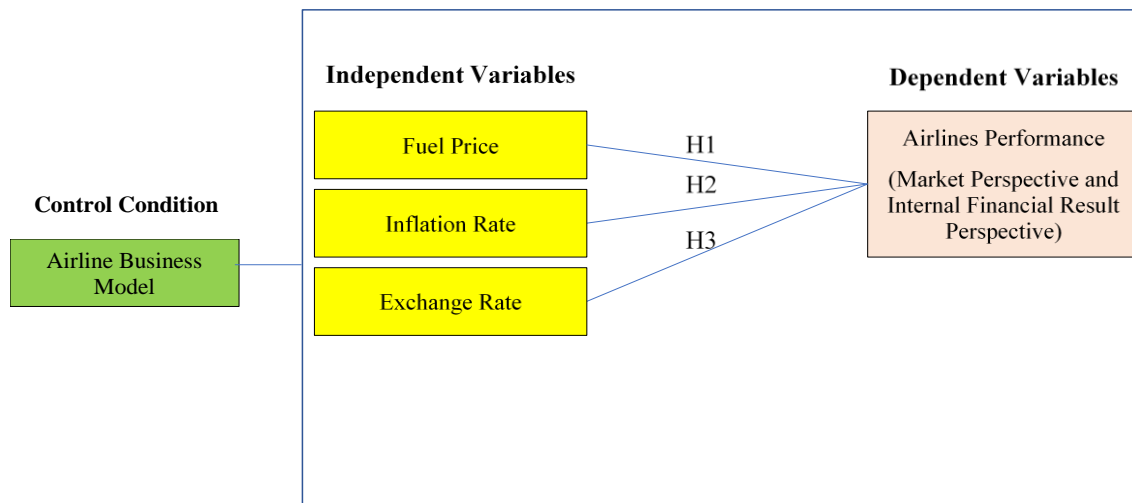 Independent Variables
Dependent Variables
Fuel Price
Inflation Rate
Exchange Rate
H1
H2
H3
Airlines Performance
(Market Perspective and
Internal Financial Result
Perspective)
Control Condition
Airline Business
Model